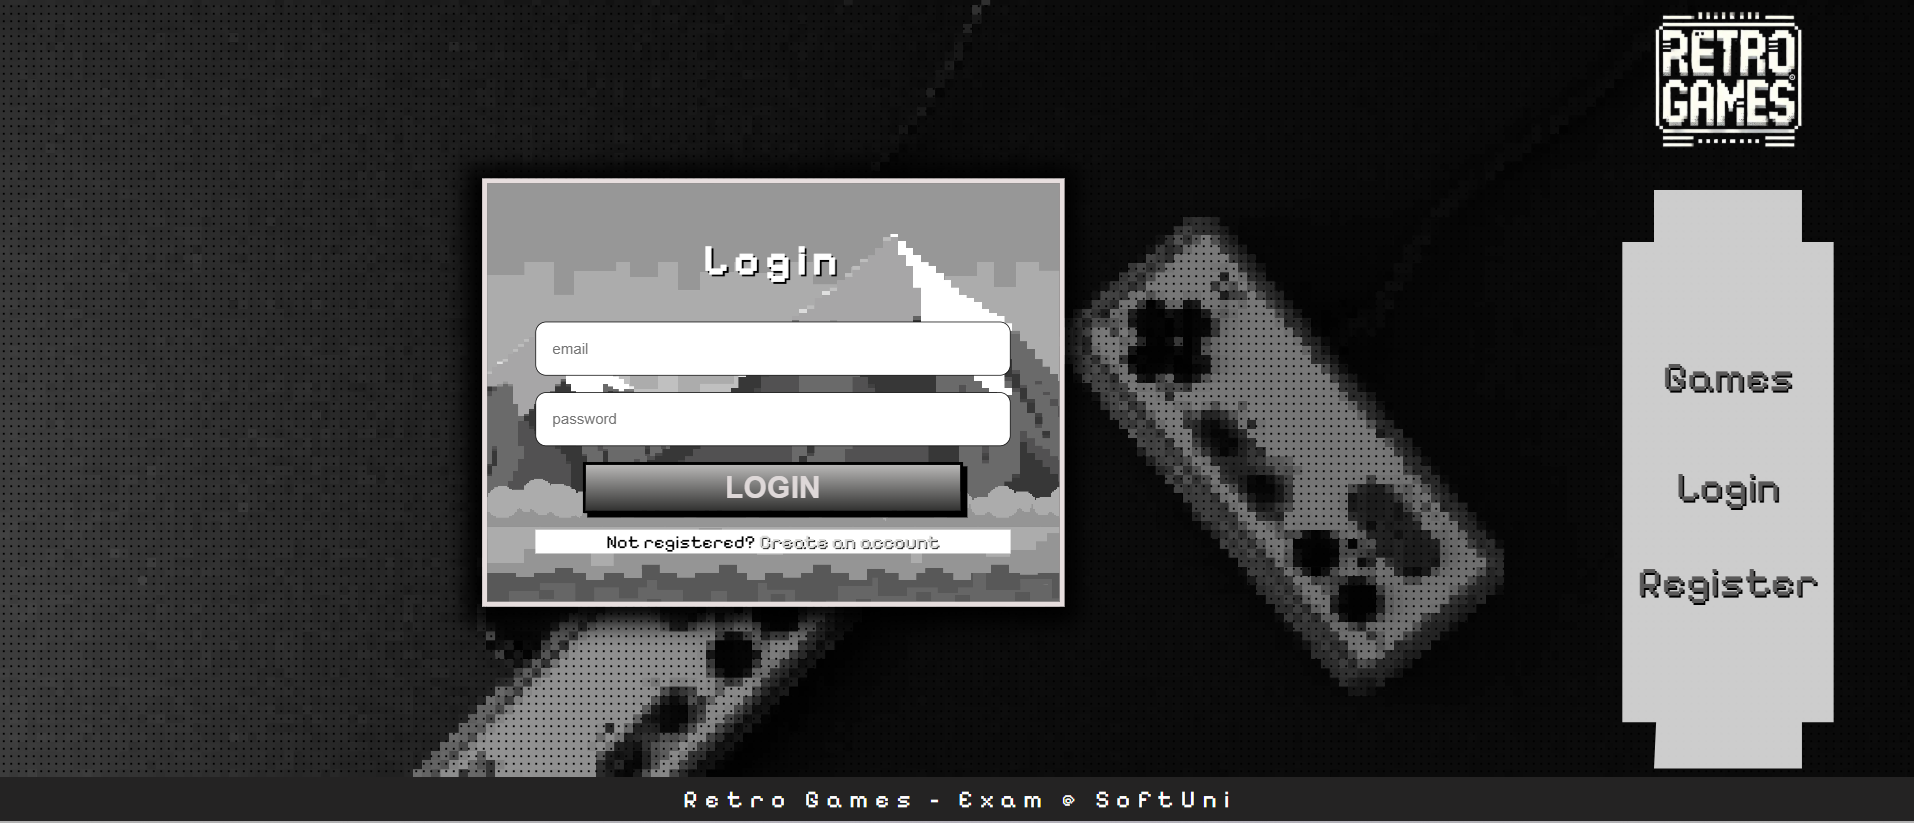 RETRO
GAMES
Login
email
password
LOGIN
Not registered? Create an account
Games
Login
Register
Retro Games - Exam @ SoftUni